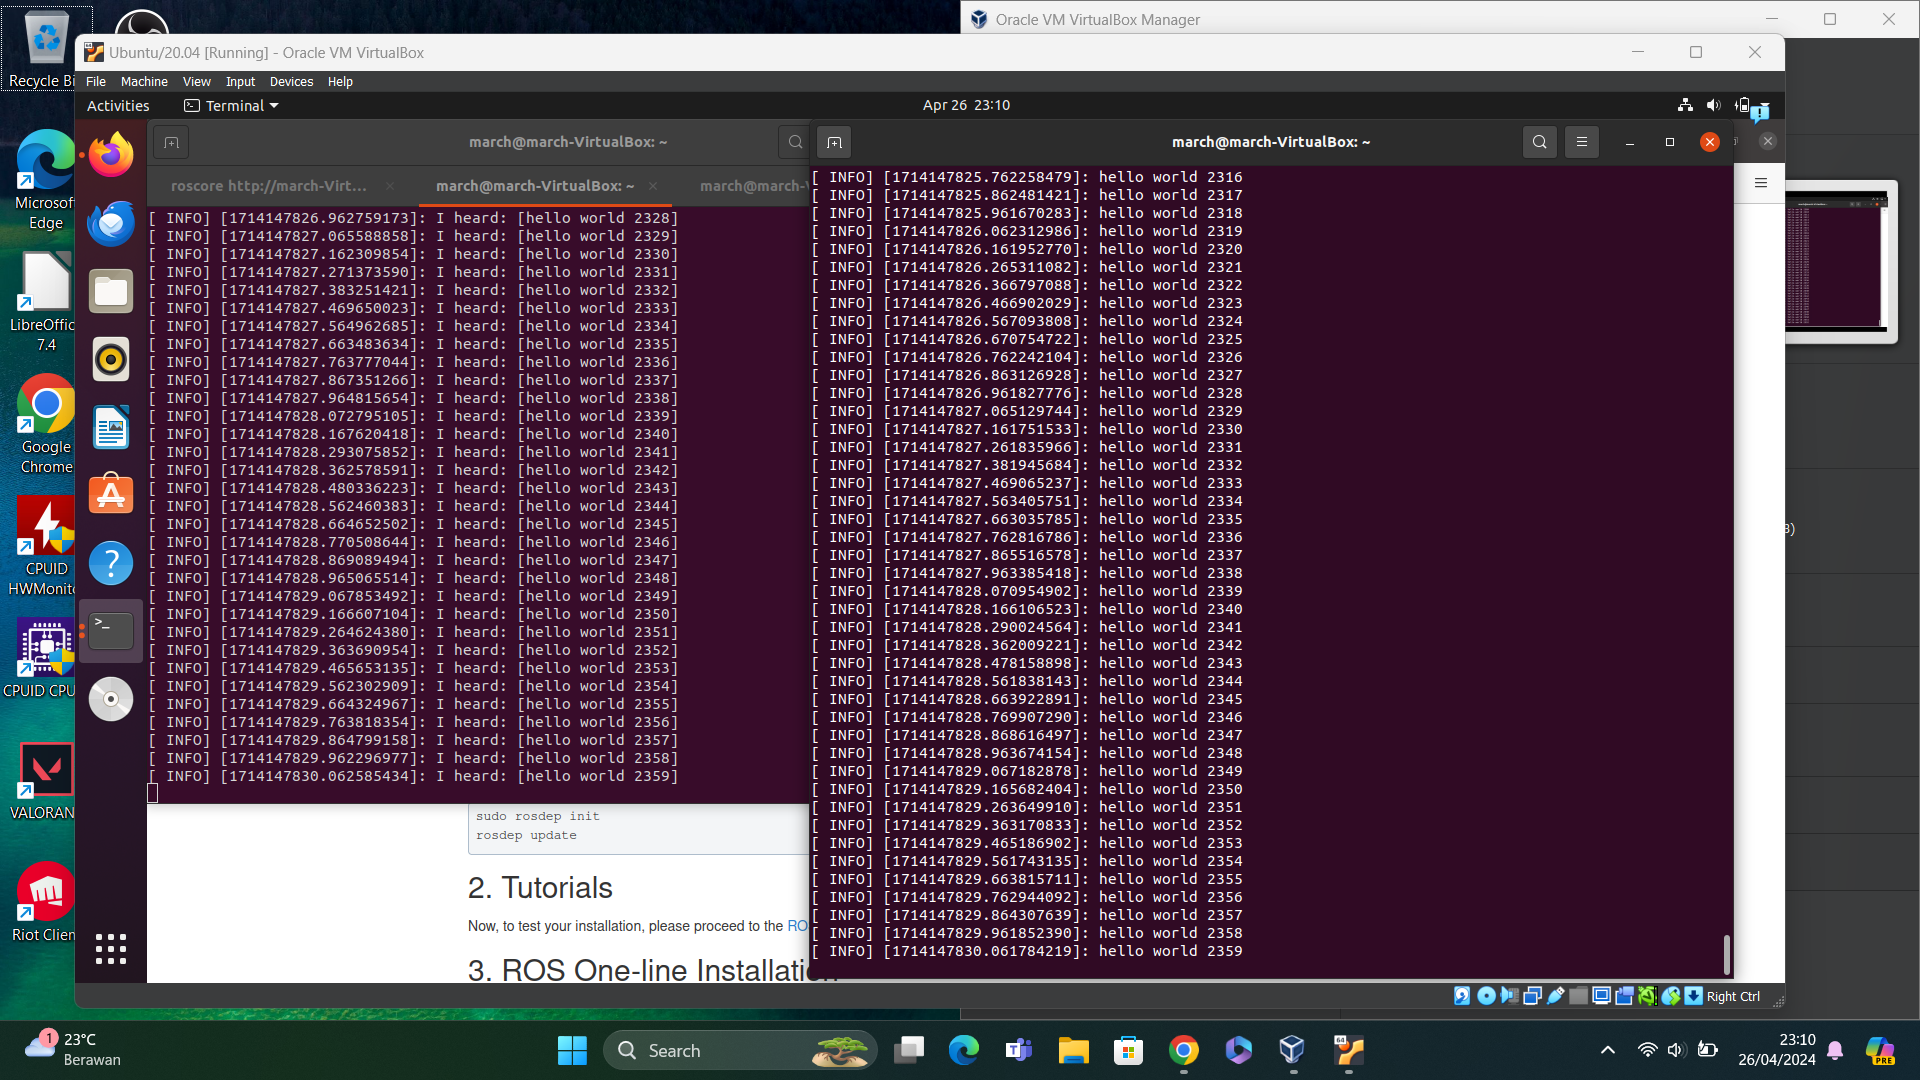 Oracle VM VirtualBox Manager
Recycle Bi
Ubuntu/20.04 [Running] - Oracle VM VirtualBox
File Machine View Input Devices Help
Activities
Terminal
Apr 26 23:10
march@march-VirtualBox: ~
roscore http://march-Virt...
march@march-VirtualBox: ~
march@march-V
[ INFO] [1714147826.962759173]: I heard: [hello world 2328]
[ INFO] [1714147827.065588858]: I heard: [hello world 2329]
[ INFO] [1714147827.162309854]: I heard: [hello world 2330]
[ INFO] [1714147827.271373590]: I heard: [hello world 2331]
[ INFO] [1714147827.383251421]: I heard: [hello world 2332]
[ INFO] [1714147827.469650023]: I heard: [hello world 2333]
[ INFO] [1714147827.564962685]: I heard: [hello world 2334]
[ INFO] [1714147827.663483634]: I heard: [hello world 2335]
[ INFO] [1714147827.763777044]: I heard: [hello world 2336]
[ INFO] [1714147827.867351266]: I heard: [hello world 2337]
[ INFO] [1714147827.964815654]: I heard: [hello world 2338]
[ INFO] [1714147828.072795105]: I heard: [hello world 2339]
[ INFO] [1714147828.167620418]: I heard: [hello world 2340]
[ INFO] [1714147828.293075852]: I heard: [hello world 2341]
[ INFO] [1714147828.362578591]: I heard: [hello world 2342]
[ INFO] [1714147828.480336223]: I heard: [hello world 2343]
[ INFO] [1714147828.562460383]: I heard: [hello world 2344]
[ INFO] [1714147828.664652502]: I heard: [hello world 2345]
[ INFO] [1714147828.770508644]: I heard: [hello world 2346]
[ INFO] [1714147828.869089494]: I heard: [hello world 2347]
[ INFO] [1714147828.965065514]: I heard: [hello world 2348]
[ INFO] [1714147829.067853492]: I heard: [hello world 2349]
[ INFO] [1714147829.166607104]: I heard: [hello world 2350]
[ INFO] [1714147829.264624380]: I heard: [hello world 2351]
[ INFO] [1714147829.363690954]: I heard: [hello world 2352]
[ INFO] [1714147829.465653135]: I heard: [hello world 2353]
[ INFO] [1714147829.562302909]: I heard: [hello world 2354]
[ INFO] [1714147829.664324967]: I heard: [hello world 2355]
[ INFO] [1714147829.763818354]: I heard: [hello world 2356]
[ INFO] [1714147829.864799158]: I heard: [hello world 2357]
[ INFO] [1714147829.962296977]: I heard: [hello world 2358]
[ INFO] [1714147830.062585434]: I heard: [hello world 2359]
march@march-VirtualBox: ~
[ INFO] [1714147825.762258479]: hello world 2316
[ INFO] [1714147825.862481421]: hello world 2317
[ INFO] [1714147825.961670283]: hello world 2318
[ INFO] [1714147826.062312986]: hello world 2319
[ INFO] [1714147826.161952770]: hello world 2320
[ INFO] [1714147826.265311082]: hello world 2321
[ INFO] [1714147826.366797088]: hello world 2322
[ INFO] [1714147826.466902029]: hello world 2323
[ INFO] [1714147826.567093808]: hello world 2324
[ INFO] [1714147826.670754722]: hello world 2325
[ INFO] [1714147826.762242104]: hello world 2326
[ INFO] [1714147826.863126928]: hello world 2327
[ INFO] [1714147826.961827776]: hello world 2328
[ INFO] [1714147827.065129744]: hello world 2329
[ INFO] [1714147827.161751533]: hello world 2330
[ INFO] [1714147827.261835966]: hello world 2331
[ INFO] [1714147827.381945684]: hello world 2332
[ INFO] [1714147827.469065237]: hello world 2333
[ INFO] [1714147827.563405751]: hello world 2334
[ INFO] [1714147827.663035785]: hello world 2335
[ INFO] [1714147827.762816786]: hello world 2336
[ INFO] [1714147827.865516578]: hello world 2337
[ INFO] [1714147827.963385418]: hello world 2338
[ INFO] [1714147828.070954902]: hello world 2339
[ INFO] [1714147828.166106523]: hello world 2340
[ INFO] [1714147828.290024564]: hello world 2341
[ INFO] [1714147828.362009221]: hello world 2342
[ INFO] [1714147828.478158898]: hello world 2343
[ INFO] [1714147828.561838143]: hello world 2344
[ INFO] [1714147828.663922891]: hello world 2345
[ INFO] [1714147828.769907290]: hello world 2346
[ INFO] [1714147828.868616497]: hello world 2347
[ INFO] [1714147828.963674154]: hello world 2348
[ INFO] [1714147829.067182878]: hello world 2349
[ INFO] [1714147829.165682404]: hello world 2350
[ INFO] [1714147829.263649910]: hello world 2351
[ INFO] [1714147829.363170833]: hello world 2352
[ INFO] [1714147829.465186902]: hello world 2353
[ INFO] [1714147829.561743135]: hello world 2354
[ INFO] [1714147829.663815711]: hello world 2355
[ INFO] [1714147829.762944092]: hello world 2356
[ INFO] [1714147829.864307639]: hello world 2357
[ INFO] [1714147829.961852390]: hello world 2358
[ INFO] [1714147830.061784219]: hello world 2359
sudo rosdep init
rosdep update
2. Tutorials
Now, to test your installation, please proceed to the RO
3. ROS One-line Installation
Right Ctrl
Microsof
Edge
LibreOffic
7.4
Google
Chrome
CPUID
HWMonit
CPUID CPU
VALORAN
Riot Clien
1
23°C
Berawan
Search
64
23:10
26/04/2024
PRE